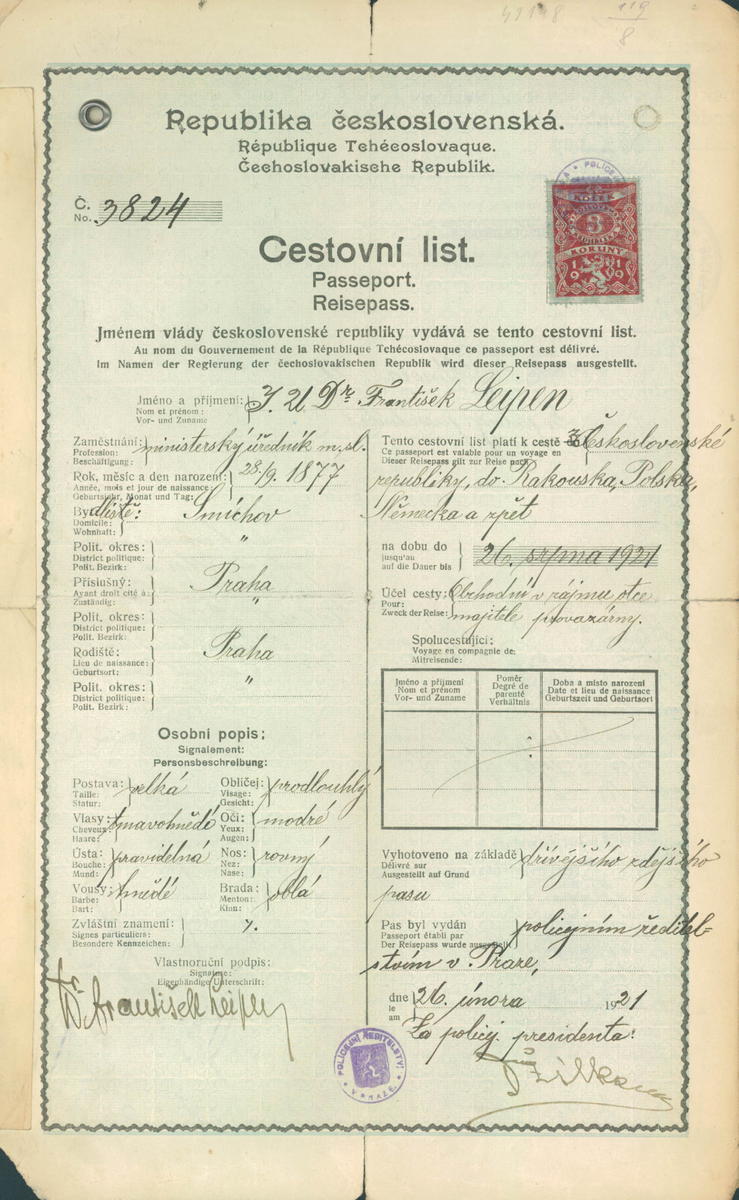 Republika československá.
République Tchécoslovaque.
Čechoslovakische Republik.
Č.
No. 3824
KOLEK
3
KORUNY
1919
Cestovní list.
Passeport.
Reisepass.
Jménem vlády československé republiky vydává se tento cestovní list.
Au nom du Gouvernement de la République Tchécoslovaque ce passeport est délivré.
Im Namen der Regierung der čechoslovakischen Republik wird dieser Reisepass ausgestellt.
Jméno a příjmení: J. U. Dr. František Leipen
Nom et prénom:
Vor- und Zuname
Zaměstnání: ministerský úředník m. sl.
Profession:
Beschäftigung:
Rok, měsíc a den narození: 28./9. 1877
Année, mois et jour de naissance:
Geburtsjahr, Monat und Tag:
Bydliště: Smíchov
Domicile:
Wohnhaft:
Polit. okres: "
District politique:
Polit. Bezirk:
Příslušný: Praha
Ayant droit cité à:
Zuständig:
Polit. okres: "
District politique:
Polit. Bezirk:
Rodiště: Praha
Lieu de naissance:
Geburtsort:
Polit. okres: "
District politique:
Polit. Bezirk:
Osobní popis;
Signalement:
Personsbeschreibung:
Postava: velká
Taille:
Statur:
Obličej: prodlouhlý
Visage:
Gesicht:
Vlasy: tmavohnědé
Cheveux:
Haare:
Oči: modré
Yeux:
Augen:
Ústa: pravidelná
Bouche:
Mund:
Nos: rovný
Nez:
Nase:
Vousy: hnědé
Barbe:
Bart:
Brada: oblá
Menton:
Kinn:
Zvláštní znamení:
Signes particuliers:
Besondere Kennzeichen:
Vlastnoruční podpis:
Signature:
Eigenhändige Unterschrift:
Dr. František Leipen
Tento cestovní list platí k cestě z Československé
Ce passeport est valable pour un voyage en
Dieser Reisepass gilt zur Reise nach
republiky, do Rakouska, Polska,
Německa a zpět
na dobu do 26. srpna 1921
jusqu'au
auf die Dauer bis
Účel cesty: Obchodní v zájmu otce
Pour:
Zweck der Reise: majitele provazárny.
Spolucestující:
Voyage en compagnie de:
Mitreisende:
Jméno a příjmení
Nom et prénom
Vor- und Zuname
Poměr
Degré de
parenté
Verhältnis
Doba a místo narození
Date et lieu de naissance
Geburtszeit und Geburtsort
Vyhotoveno na základě dřívějšího zdejšího
Délivré sur
Ausgestellt auf Grund
pasu
Pas byl vydán policejním ředitel-
Passeport établi par
Der Reisepass wurde ausgestellt
stvím v Praze,
dne 26. února 1921
le
am
Za policej. presidenta:
POLICEJNÍ ŘEDITELSTVÍ
V PRAZE